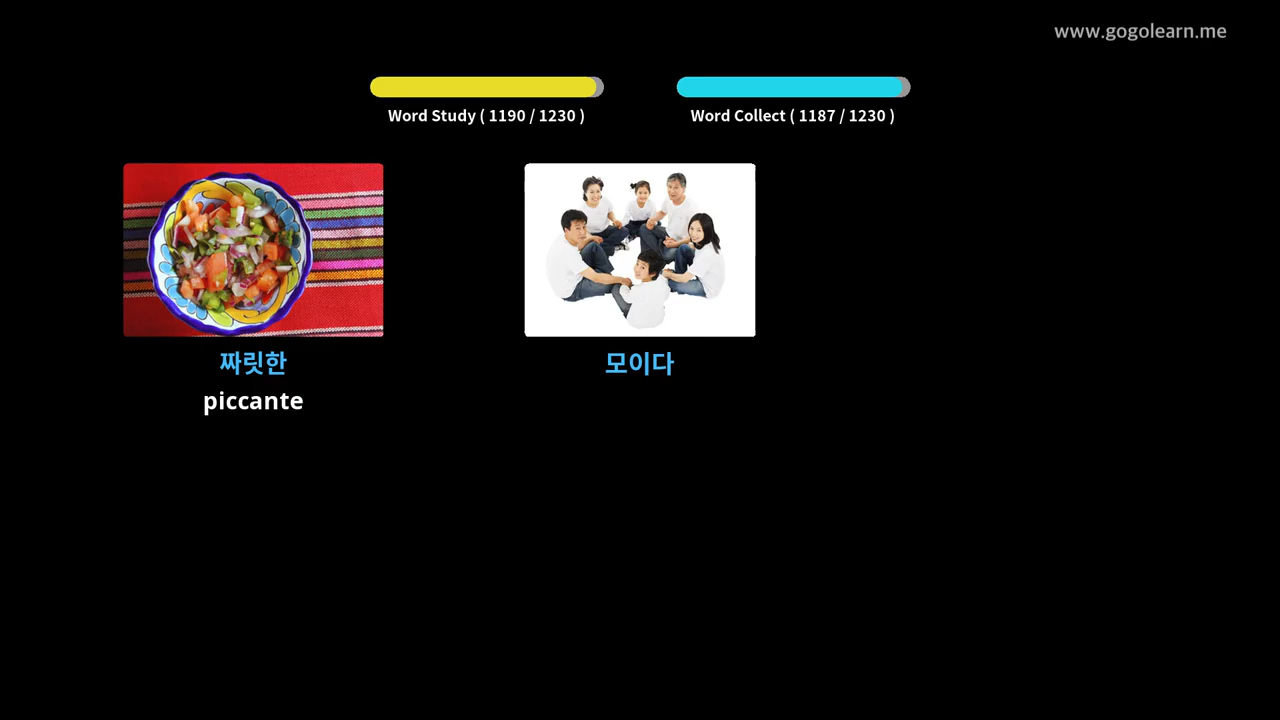 www.gogolearn.me
Word Study ( 1190 / 1230 )
Word Collect ( 1187 / 1230 )
짜릿한
piccante
모이다